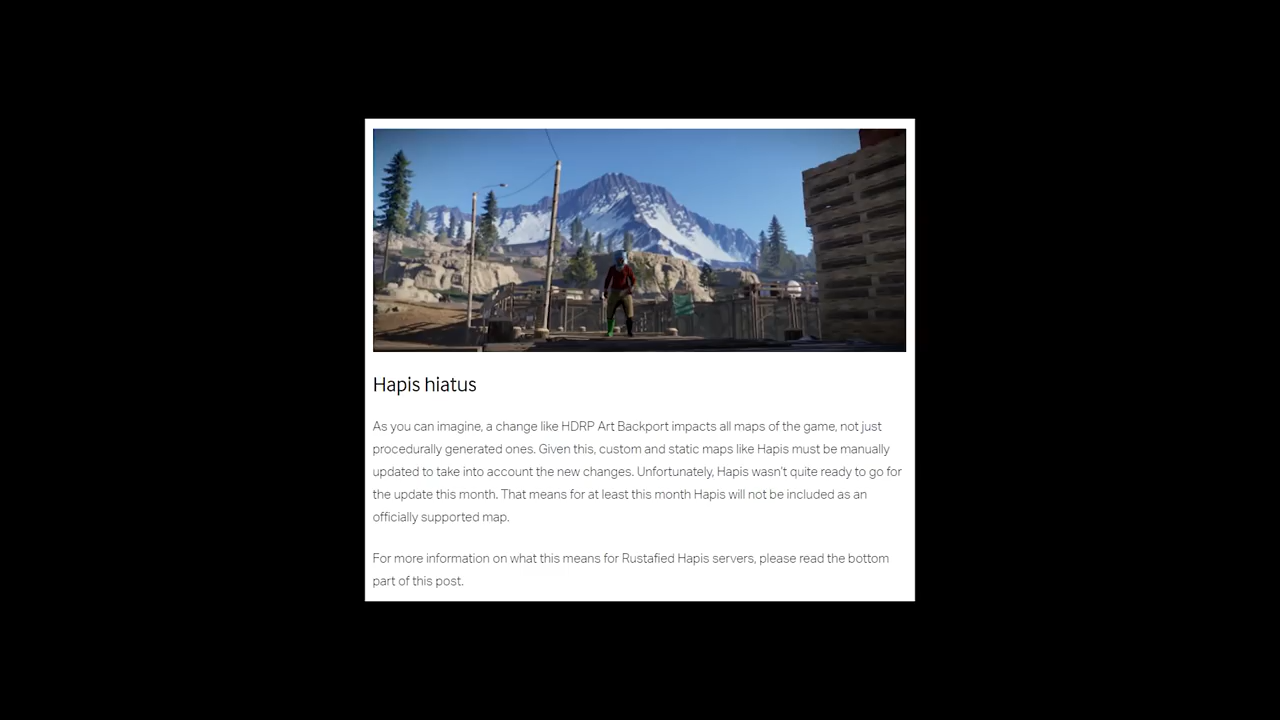 Hapis hiatus
As you can imagine, a change like HDRP Art Backport impacts all maps of the game, not just
procedurally generated ones. Given this, custom and static maps like Hapis must be manually
updated to take into account the new changes. Unfortunately, Hapis wasn't quite ready to go for
the update this month. That means for at least this month Hapis will not be included as an
officially supported map.
For more information on what this means for Rustafied Hapis servers, please read the bottom
part of this post.